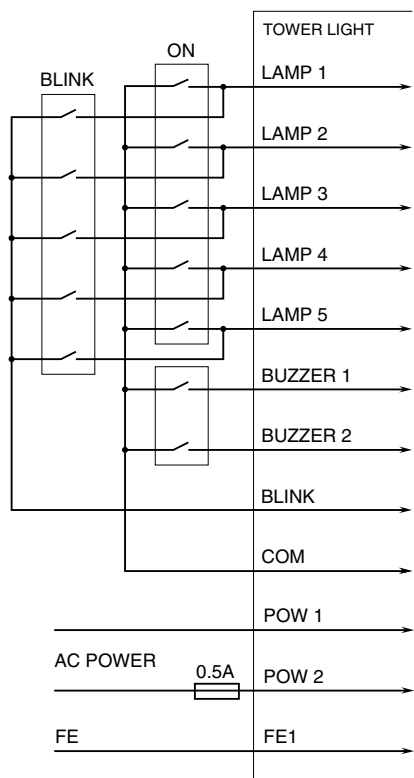 TOWER LIGHT
ON
LAMP 1
BLINK
LAMP 2
LAMP 3
LAMP 4
LAMP 5
BUZZER 1
BUZZER 2
BLINK
COM
POW 1
AC POWER
0.5A
POW 2
FE
FE1